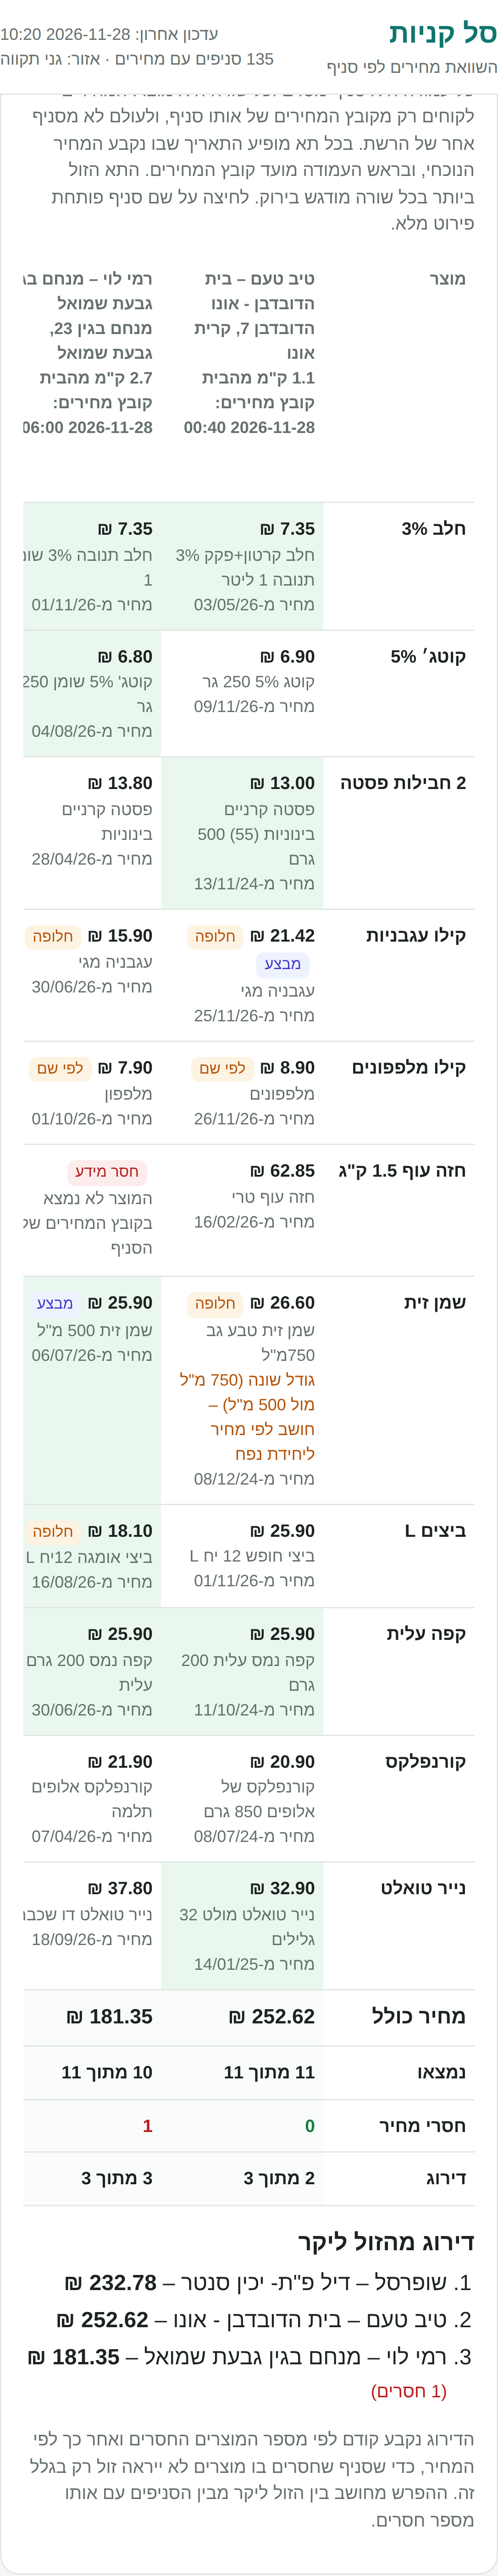 סל קניות
השוואת מחירים לפי סניף
עדכון אחרון: 2026-11-28 10:20
135 סניפים עם מחירים · אזור: גני תקווה
לקוחים רק מקובץ המחירים של אותו סניף, ולעולם לא מסניף
אחר של הרשת. בכל תא מופיע התאריך שבו נקבע המחיר
הנוכחי, ובראש העמודה מועד קובץ המחירים. התא הזול
ביותר בכל שורה מודגש בירוק. לחיצה על שם סניף פותחת
פירוט מלא.
מוצר
טיב טעם – בית
הדובדבן - אונו
הדובדבן 7, קרית
אונו
1.1 ק"מ מהבית
קובץ מחירים:
2026-11-28 00:40
רמי לוי – מנחם
גבעת שמואל
מנחם בגין 23,
גבעת שמואל
2.7 ק"מ מהבית
קובץ מחירים:
2026-11-28 06:00
חלב 3%
7.35 ₪
חלב קרטון+פקק 3%
תנובה 1 ליטר
מחיר מ-03/05/26
7.35 ₪
חלב תנובה 3%
1
מחיר מ-01/11/26
קוטג׳ 5%
6.90 ₪
קוטג 5% 250 גר
מחיר מ-09/11/26
6.80 ₪
קוטג' 5% שומן 250
גר
מחיר מ-04/08/26
2 חבילות פסטה
13.00 ₪
פסטה קרניים
בינוניות (55) 500
גרם
מחיר מ-13/11/24
13.80 ₪
פסטה קרניים
בינוניות
מחיר מ-28/04/26
קילו עגבניות
21.42 ₪ חלופה
מבצע
עגבניה מגי
מחיר מ-25/11/26
15.90 ₪ חלופה
עגבניה מגי
מחיר מ-30/06/26
קילו מלפפונים
8.90 ₪ לפי שם
מלפפונים
מחיר מ-26/11/26
7.90 ₪ לפי שם
מלפפון
מחיר מ-01/10/26
חזה עוף 1.5 ק"ג
62.85 ₪
חזה עוף טרי
מחיר מ-16/02/26
חסר מידע
המוצר לא נמצא
בקובץ המחירים של
הסניף
שמן זית
26.60 ₪ חלופה
שמן זית טבע גב
750מ"ל
גודל שונה (750 מ"ל
מול 500 מ"ל) –
חושב לפי מחיר
ליחידת נפח
מחיר מ-08/12/24
25.90 ₪ מבצע
שמן זית 500 מ"ל
מחיר מ-06/07/26
ביצים L
25.90 ₪
ביצי חופש 12 יח L
מחיר מ-01/11/26
18.10 ₪ חלופה
ביצי אומגה 12יח L
מחיר מ-16/08/26
קפה עלית
25.90 ₪
קפה נמס עלית 200
גרם
מחיר מ-11/10/24
25.90 ₪
קפה נמס 200 גרם
עלית
מחיר מ-30/06/26
קורנפלקס
20.90 ₪
קורנפלקס של
אלופים 850 גרם
מחיר מ-08/07/24
21.90 ₪
קורנפלקס אלופים
תלמה
מחיר מ-07/04/26
נייר טואלט
32.90 ₪
נייר טואלט מולט 32
גלילים
מחיר מ-14/01/25
37.80 ₪
נייר טואלט דו
מחיר מ-18/09/26
מחיר כולל
252.62 ₪
181.35 ₪
נמצאו
11 מתוך 11
10 מתוך 11
חסרי מחיר
0
1
דירוג
2 מתוך 3
3 מתוך 3
דירוג מהזול ליקר
1. שופרסל – דיל פ"ת- יכין סנטר – 232.78 ₪
2. טיב טעם – בית הדובדבן - אונו – 252.62 ₪
3. רמי לוי – מנחם בגין גבעת שמואל – 181.35 ₪
(1 חסרים)
הדירוג נקבע קודם לפי מספר המוצרים החסרים ואחר כך לפי
המחיר, כדי שסניף שחסרים בו מוצרים לא ייראה זול רק בגלל
זה. ההפרש מחושב בין הזול ליקר מבין הסניפים עם אותו
מספר חסרים.